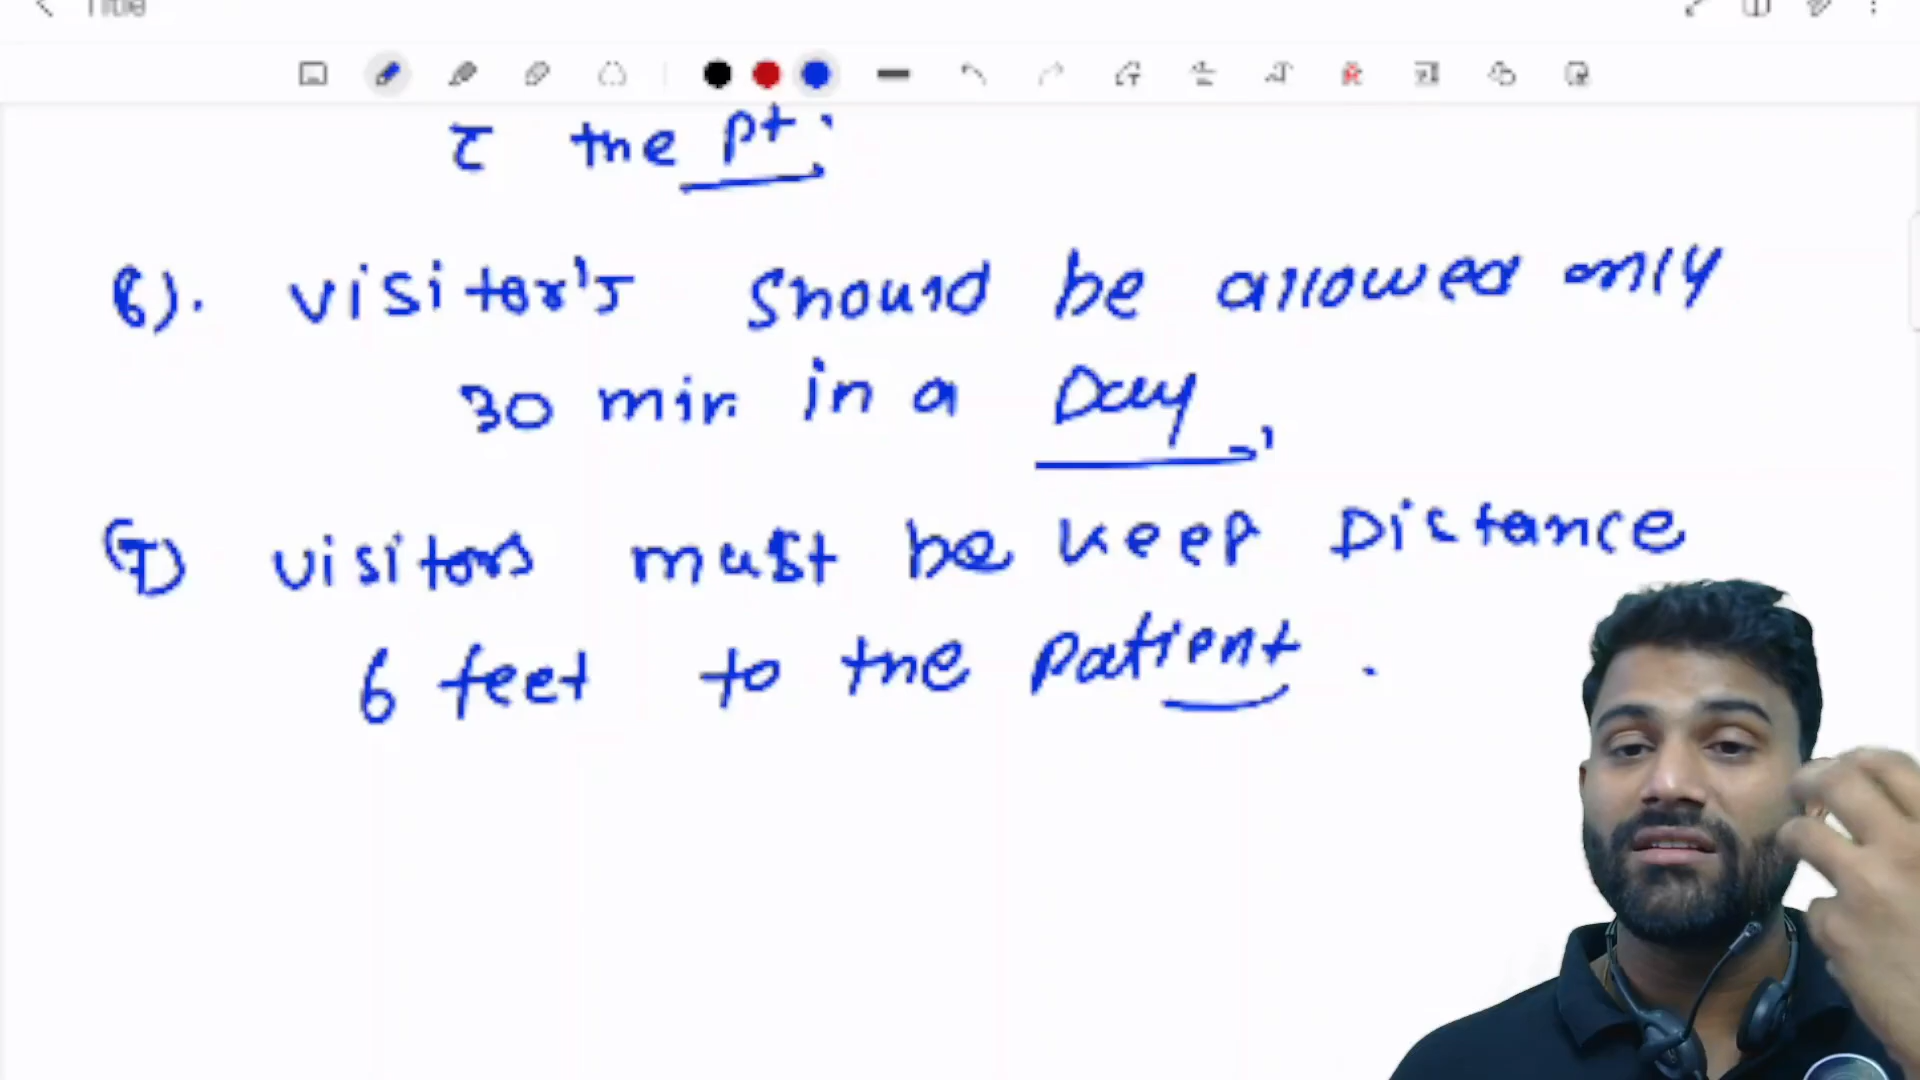 Title
c̄ the pt.
6). visitor's should be allowed only
30 min in a Day.
7) visitors must be keep Distance
6 feet to the patient.